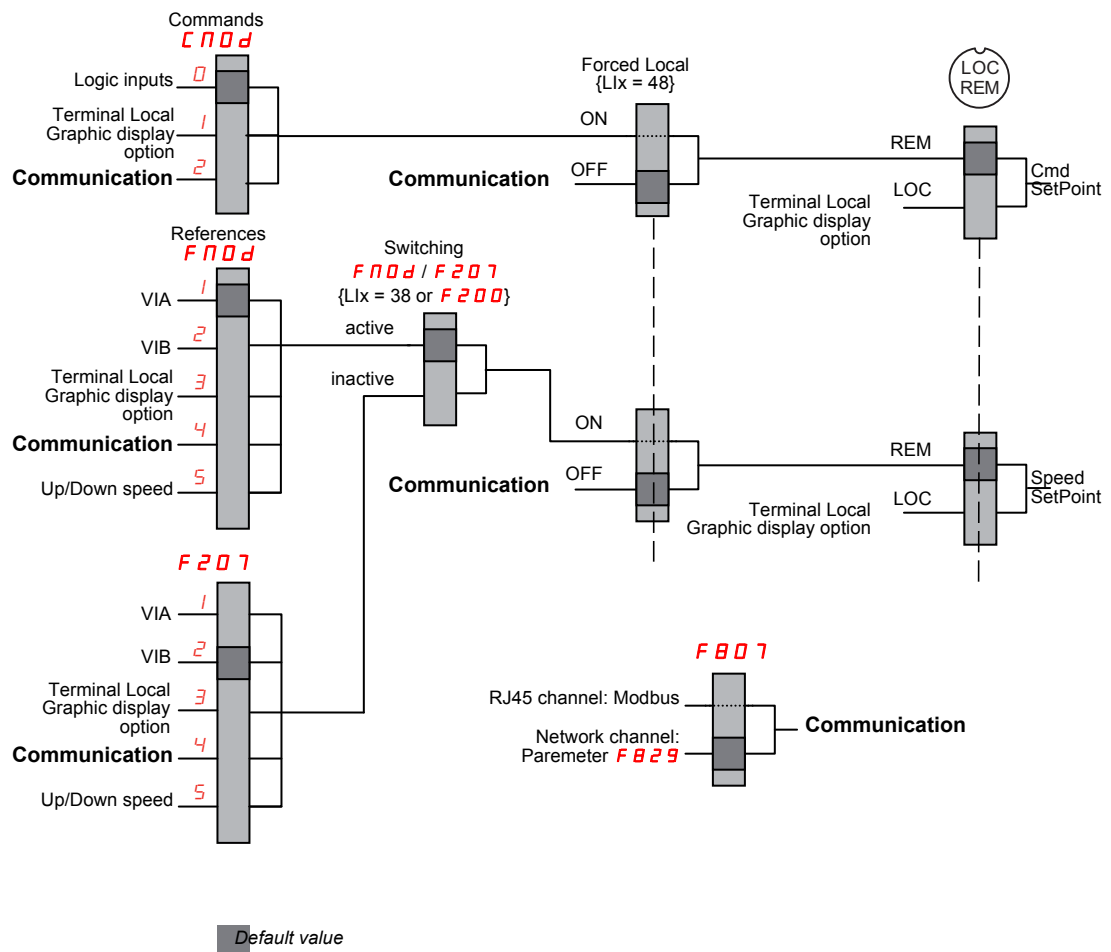 Commands
CMOd
Logic inputs 0
Terminal Local 1
Graphic display
option
Communication 2
Forced Local
{LIx = 48}
ON
Communication OFF
LOC
REM
REM
Terminal Local LOC
Graphic display
option
Cmd
SetPoint
References
FMOd
VIA 1
VIB 2
Terminal Local 3
Graphic display
option
Communication 4
Up/Down speed 5
Switching
FMOd / F207
{LIx = 38 or F200}
active
inactive
ON
Communication OFF
REM
Terminal Local LOC
Graphic display option
Speed
SetPoint
F207
VIA 1
VIB 2
Terminal Local 3
Graphic display
option
Communication 4
Up/Down speed 5
F807
RJ45 channel: Modbus
Network channel:
Paremeter F829
Communication
Default value